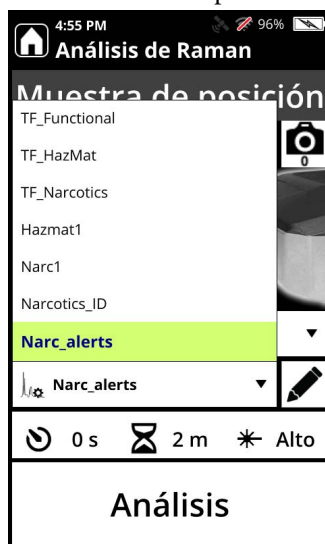 4:55 PM
96%
Análisis de Raman
Muestra de posición
TF_Functional
TF_HazMat
0
TF_Narcotics
Hazmat1
Narc1
Narcotics_ID
Narc_alerts
Narc_alerts
0 s
2 m
Alto
Análisis